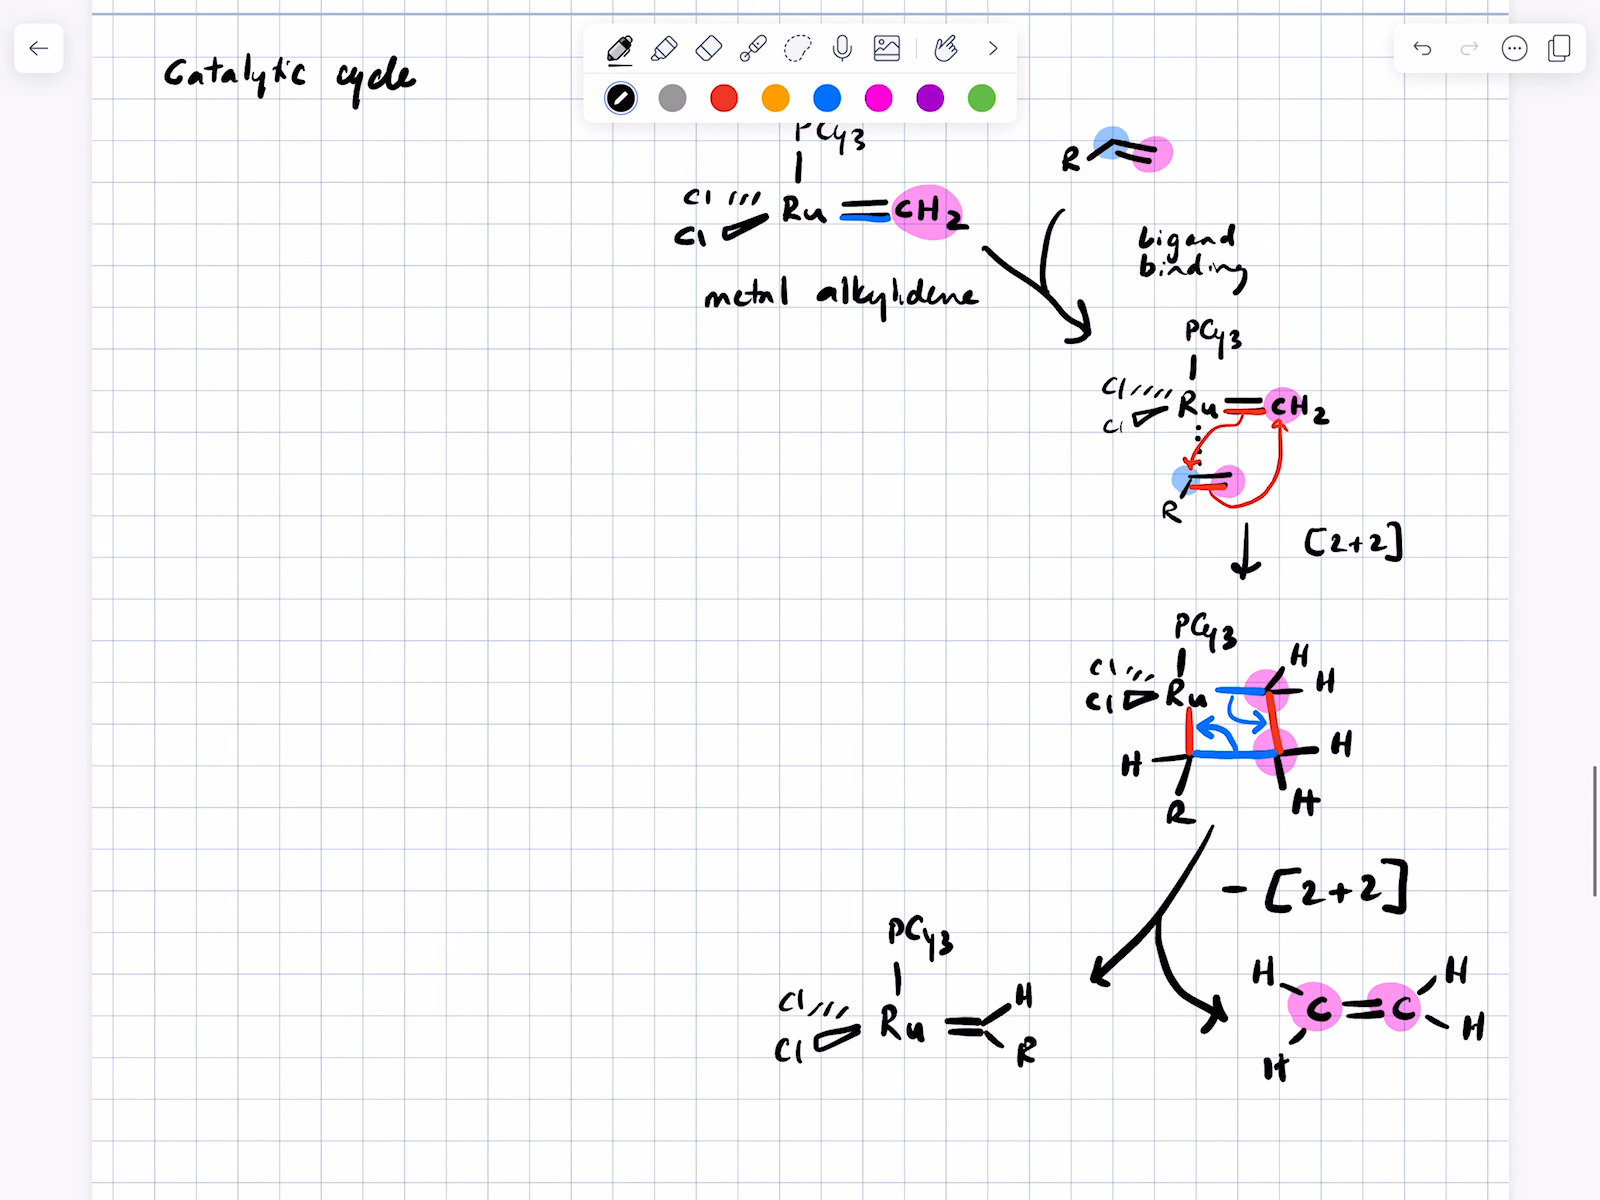 Catalytic cycle
PCy3
Cl
Cl
Ru
CH2
R
metal alkylidene
ligand
binding
PCy3
Cl
Cl
Ru
CH2
R
[2+2]
PCy3
Cl
Cl
Ru
H
H
H
H
H
R
- [2+2]
PCy3
Cl
Cl
Ru
H
R
H
H
C
C
H
H